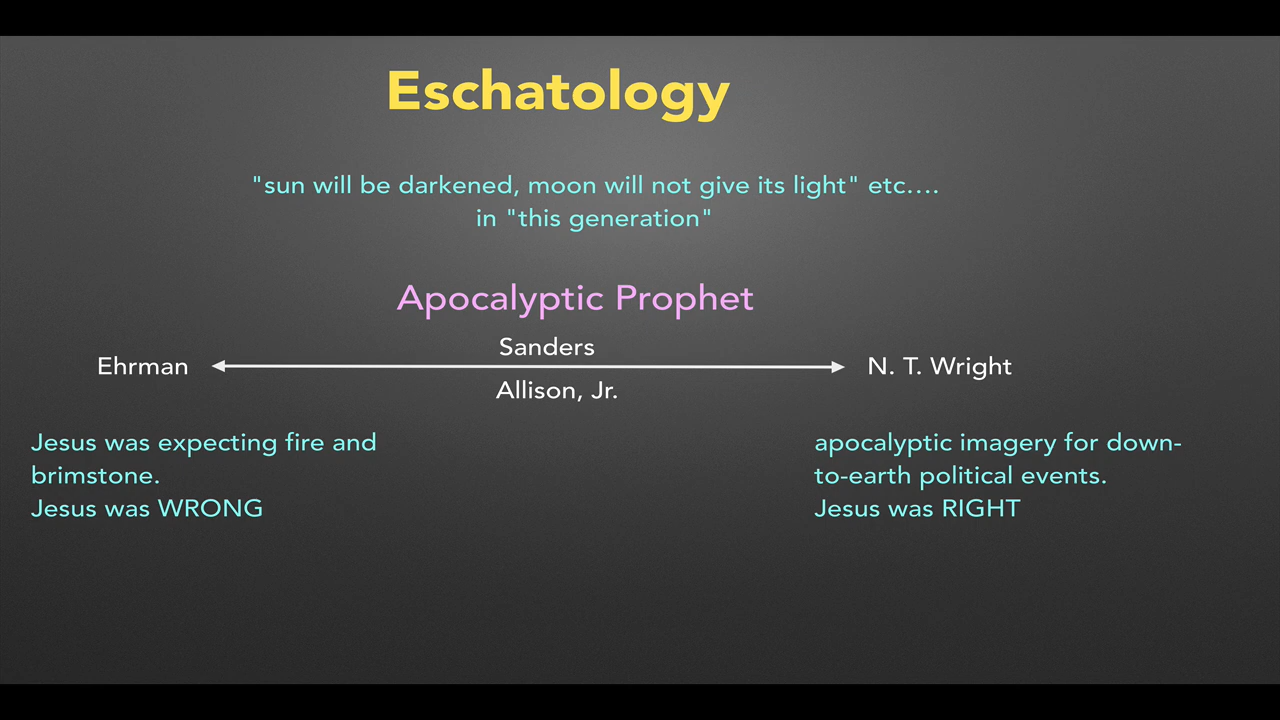 Eschatology
"sun will be darkened, moon will not give its light" etc….
in "this generation"
Apocalyptic Prophet
Sanders
Ehrman
N. T. Wright
Allison, Jr.
Jesus was expecting fire and
brimstone.
Jesus was WRONG
apocalyptic imagery for down-
to-earth political events.
Jesus was RIGHT